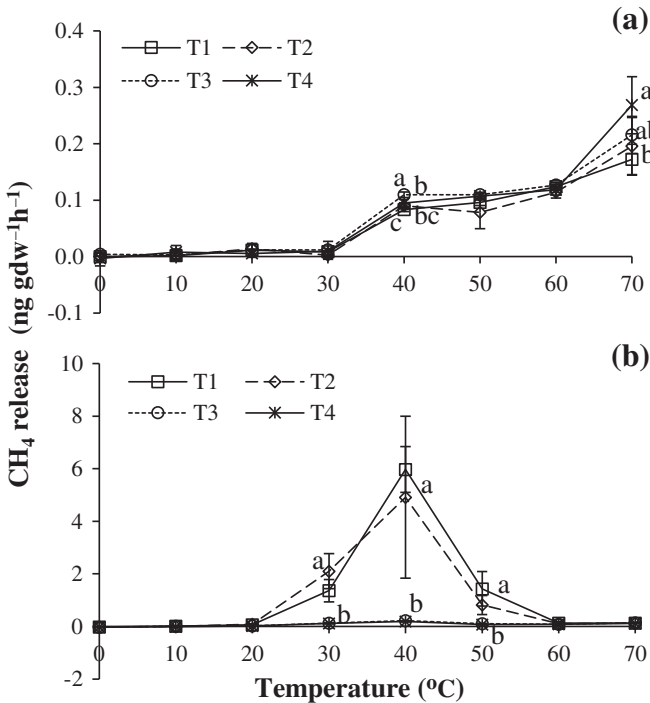 (a)
T1 T2
T3 T4
0.4
0.3
0.2
0.1
0.0
-0.1
a b
c bc
a
ab
b
0 10 20 30 40 50 60 70
CH4 release (ng gdw−1h−1)
(b)
T1 T2
T3 T4
10
8
6
4
2
0
-2
a
a
a
b
b
b
0 10 20 30 40 50 60 70
Temperature (ºC)